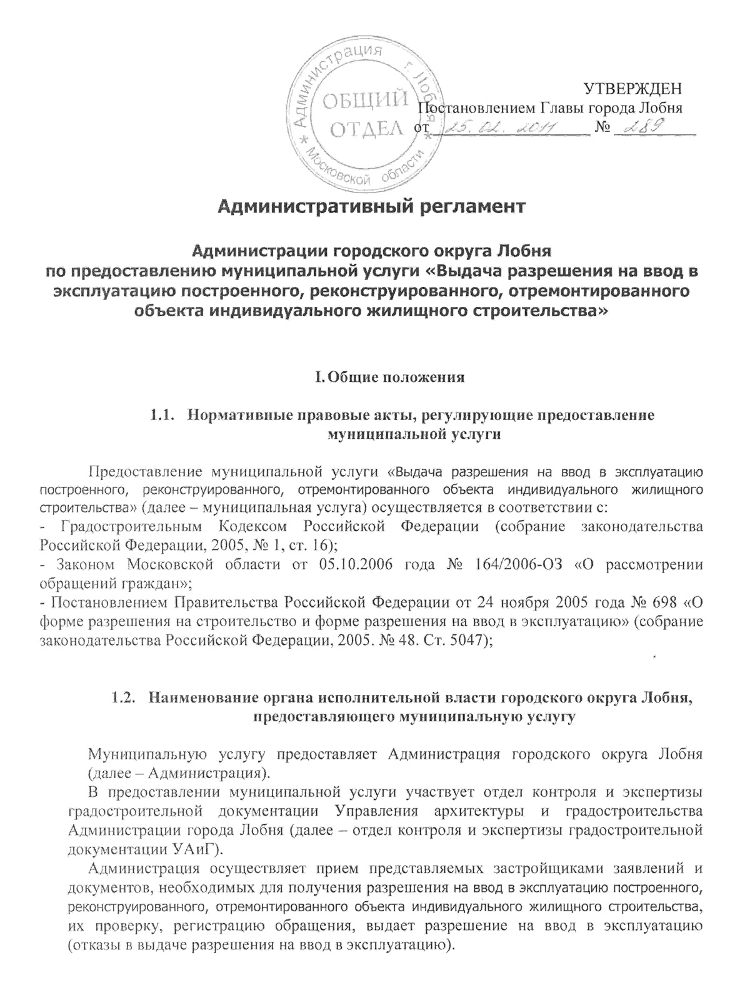 Администрация г. Лобня
* Московской области *
ОБЩИЙ
ОТДЕЛ
УТВЕРЖДЕН
Постановлением Главы города Лобня
от 25.02.2011 № 289
Административный регламент
Администрации городского округа Лобня
по предоставлению муниципальной услуги «Выдача разрешения на ввод в
эксплуатацию построенного, реконструированного, отремонтированного
объекта индивидуального жилищного строительства»
I. Общие положения
1.1. Нормативные правовые акты, регулирующие предоставление
муниципальной услуги
Предоставление муниципальной услуги «Выдача разрешения на ввод в эксплуатацию
построенного, реконструированного, отремонтированного объекта индивидуального жилищного
строительства» (далее – муниципальная услуга) осуществляется в соответствии с:
- Градостроительным Кодексом Российской Федерации (собрание законодательства
Российской Федерации, 2005, № 1, ст. 16);
- Законом Московской области от 05.10.2006 года № 164/2006-ОЗ «О рассмотрении
обращений граждан»;
- Постановлением Правительства Российской Федерации от 24 ноября 2005 года № 698 «О
форме разрешения на строительство и форме разрешения на ввод в эксплуатацию» (собрание
законодательства Российской Федерации, 2005. № 48. Ст. 5047);
1.2. Наименование органа исполнительной власти городского округа Лобня,
предоставляющего муниципальную услугу
Муниципальную услугу предоставляет Администрация городского округа Лобня
(далее – Администрация).
В предоставлении муниципальной услуги участвует отдел контроля и экспертизы
градостроительной документации Управления архитектуры и градостроительства
Администрации города Лобня (далее – отдел контроля и экспертизы градостроительной
документации УАиГ).
Администрация осуществляет прием представляемых застройщиками заявлений и
документов, необходимых для получения разрешения на ввод в эксплуатацию построенного,
реконструированного, отремонтированного объекта индивидуального жилищного строительства,
их проверку, регистрацию обращения, выдает разрешение на ввод в эксплуатацию
(отказы в выдаче разрешения на ввод в эксплуатацию).